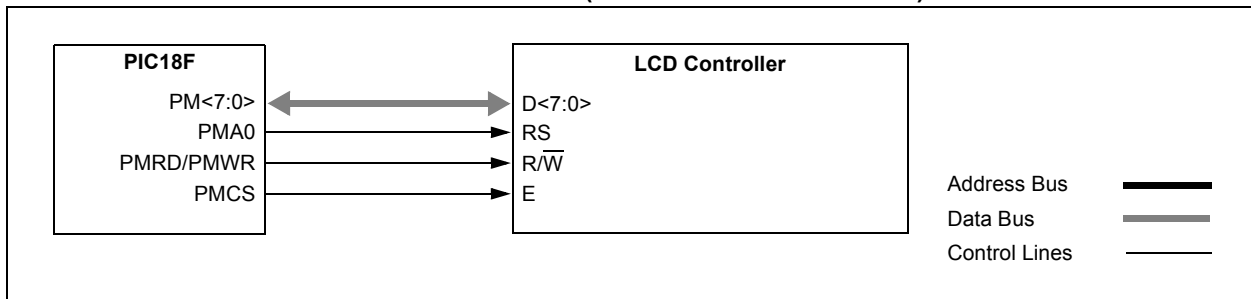 PIC18F
PM<7:0>
PMA0
PMRD/PMWR
PMCS
LCD Controller
D<7:0>
RS
R/W̅
E
Address Bus
Data Bus
Control Lines